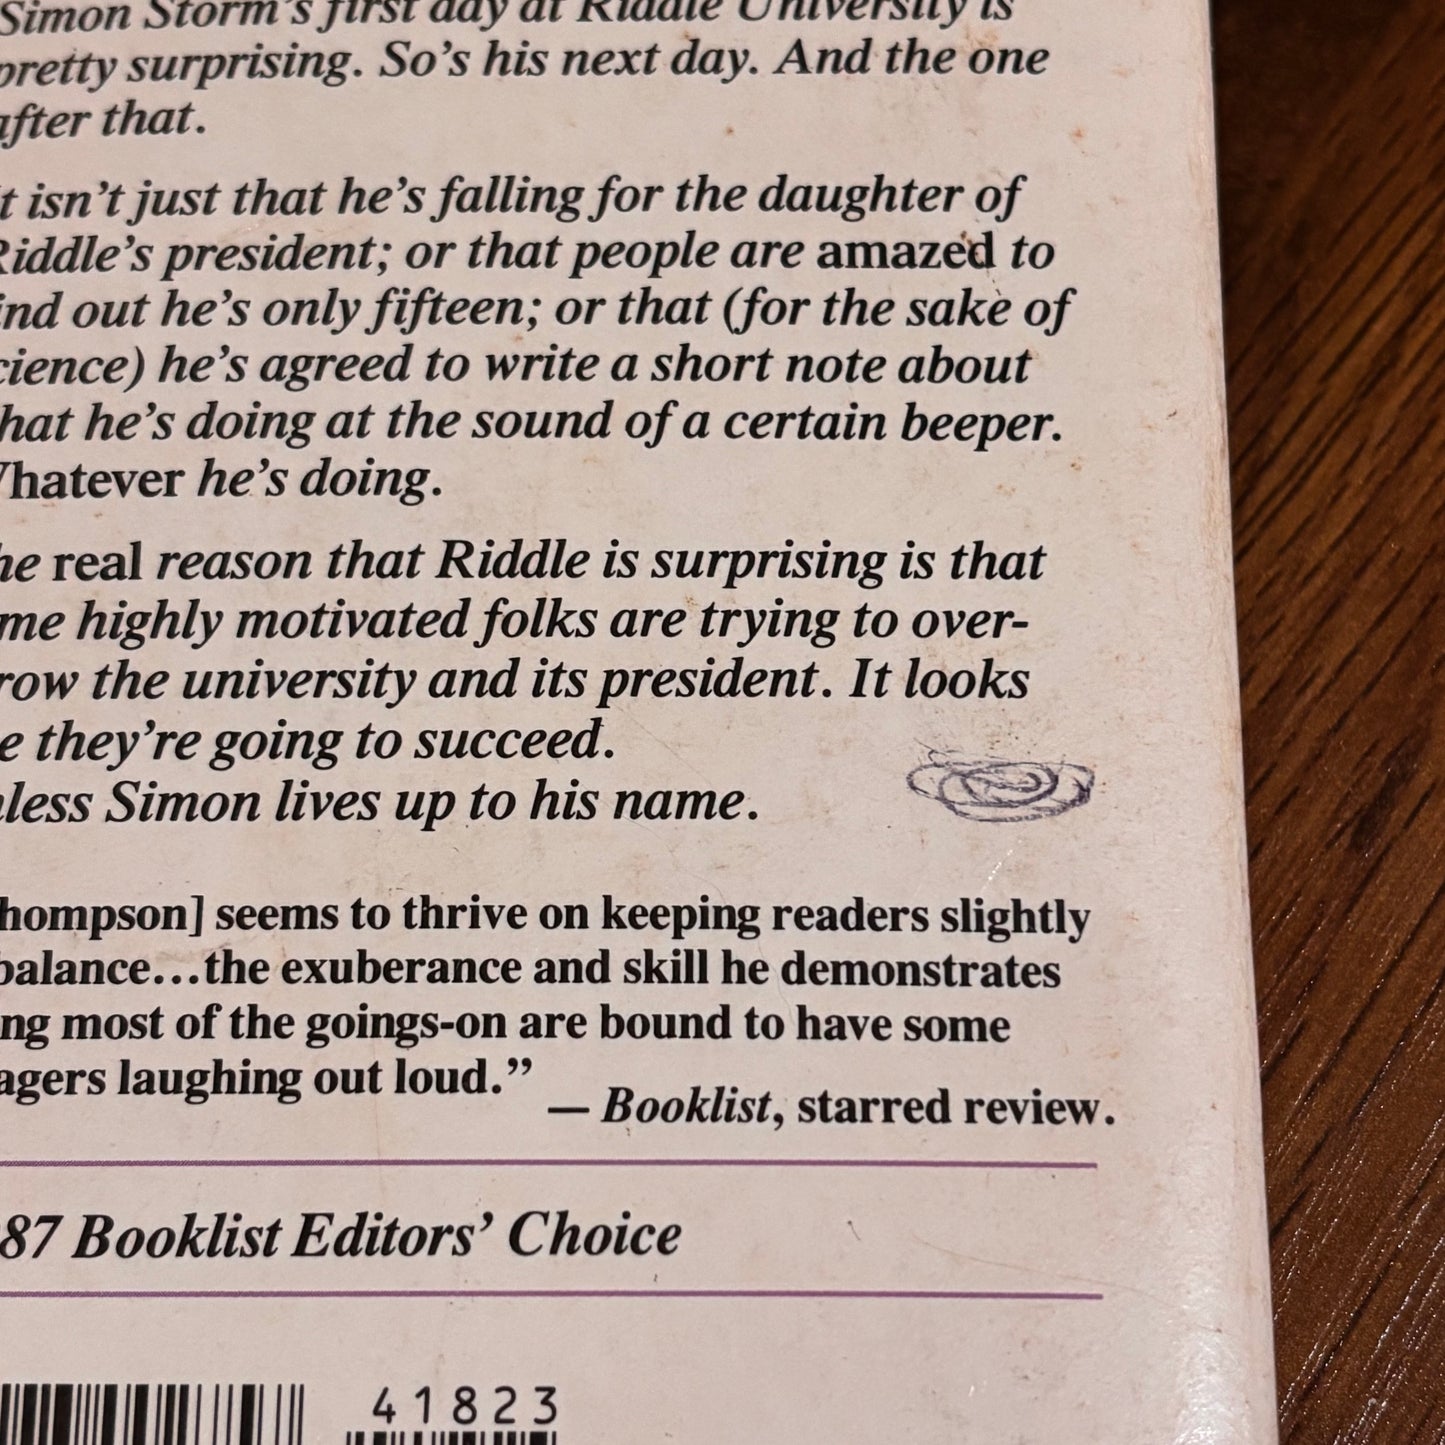 Simon Storm's first day at Riddle University is
pretty surprising. So's his next day. And the one
after that.
t isn't just that he's falling for the daughter of
Riddle's president; or that people are amazed to
ind out he's only fifteen; or that (for the sake of
cience) he's agreed to write a short note about
hat he's doing at the sound of a certain beeper.
Whatever he's doing.
he real reason that Riddle is surprising is that
me highly motivated folks are trying to over-
row the university and its president. It looks
e they're going to succeed.
less Simon lives up to his name.
hompson] seems to thrive on keeping readers slightly
balance...the exuberance and skill he demonstrates
ng most of the goings-on are bound to have some
agers laughing out loud.”
— Booklist, starred review.
87 Booklist Editors' Choice
41823